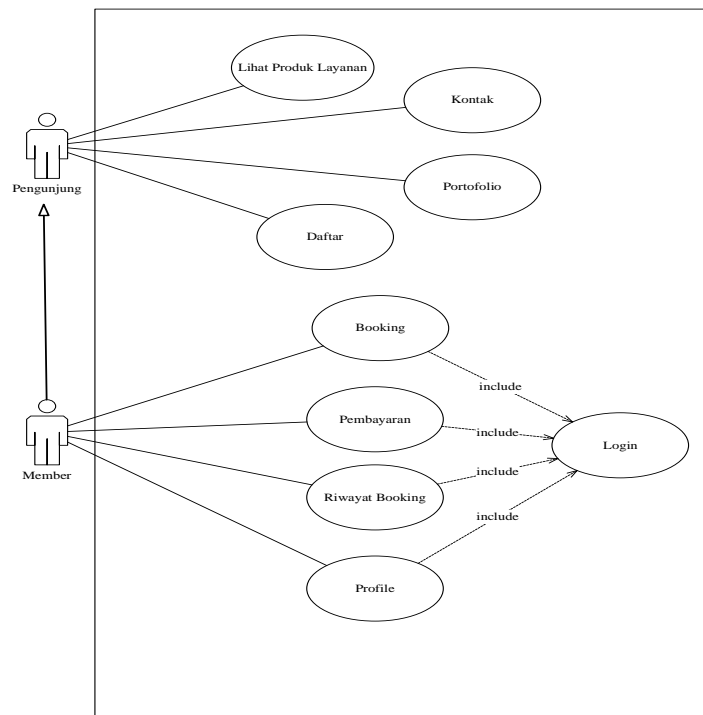 Lihat Produk Layanan
Kontak
Pengunjung
Portofolio
Daftar
Booking
include
Pembayaran
include
Login
Member
include
Riwayat Booking
include
Profile